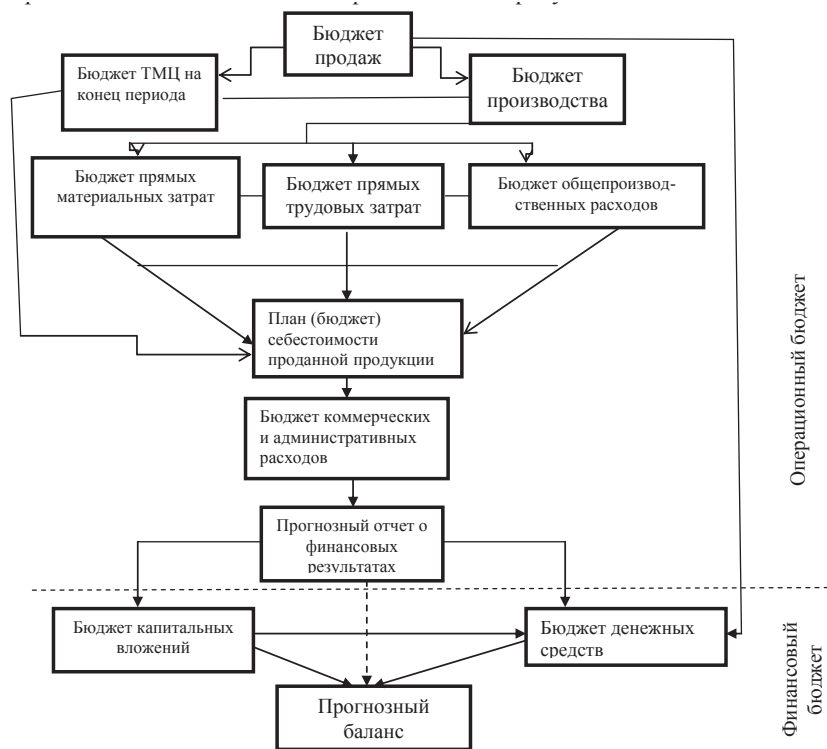 Бюджет
продаж
Бюджет ТМЦ на
конец периода
Бюджет
производства
Бюджет прямых
материальных затрат
Бюджет прямых
трудовых затрат
Бюджет общепроизвод-
ственных расходов
План (бюджет)
себестоимости
проданной продукции
Бюджет коммерческих
и административных
расходов
Прогнозный отчет о
финансовых
результатах
Операционный бюджет
Бюджет капитальных
вложений
Бюджет денежных
средств
Прогнозный
баланс
Финансовый
бюджет